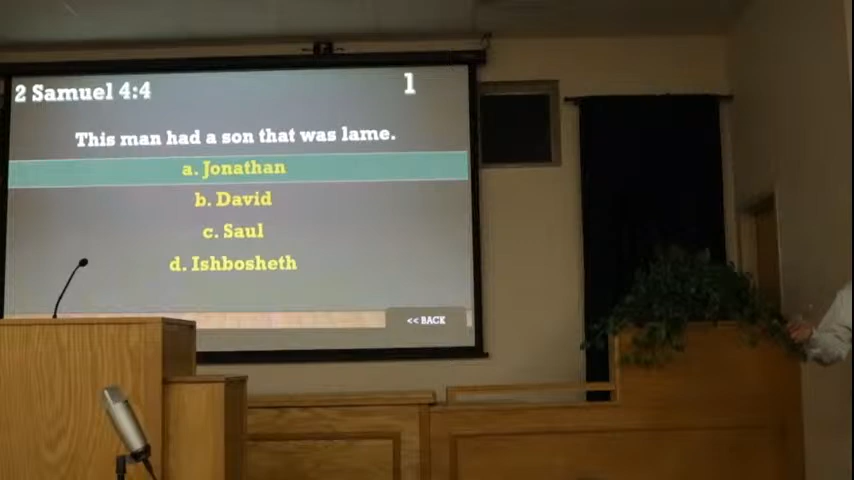 2 Samuel 4:4
1
This man had a son that was lame.
a. Jonathan
b. David
c. Saul
d. Ishbosheth
<< BACK